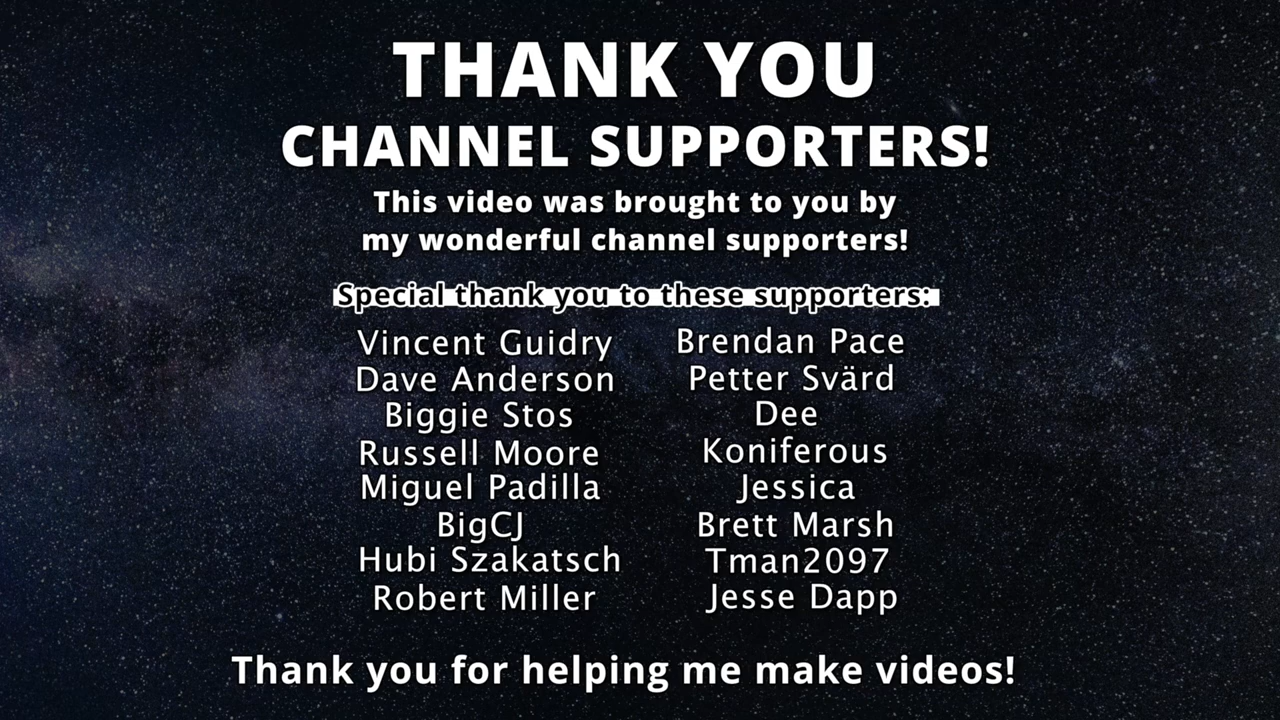 THANK YOU
CHANNEL SUPPORTERS!
This video was brought to you by
my wonderful channel supporters!
Special thank you to these supporters:
Vincent Guidry
Dave Anderson
Biggie Stos
Russell Moore
Miguel Padilla
BigCJ
Hubi Szakatsch
Robert Miller
Brendan Pace
Petter Svärd
Dee
Koniferous
Jessica
Brett Marsh
Tman2097
Jesse Dapp
Thank you for helping me make videos!